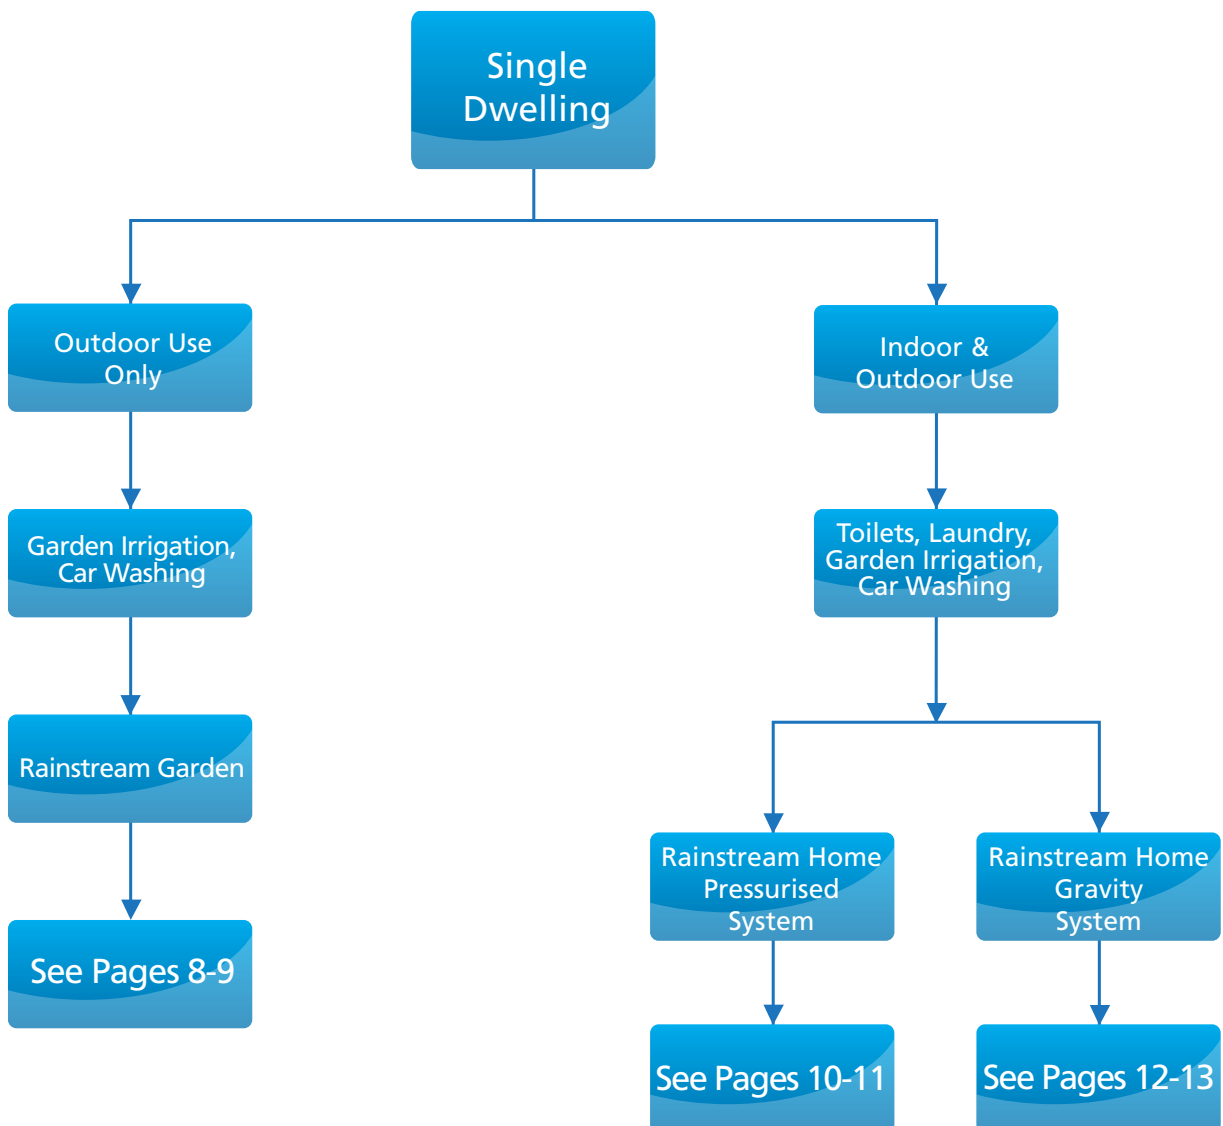 Single
Dwelling
Outdoor Use
Only
Indoor &
Outdoor Use
Garden Irrigation,
Car Washing
Toilets, Laundry,
Garden Irrigation,
Car Washing
Rainstream Garden
Rainstream Home
Pressurised
System
Rainstream Home
Gravity
System
See Pages 8-9
See Pages 10-11
See Pages 12-13